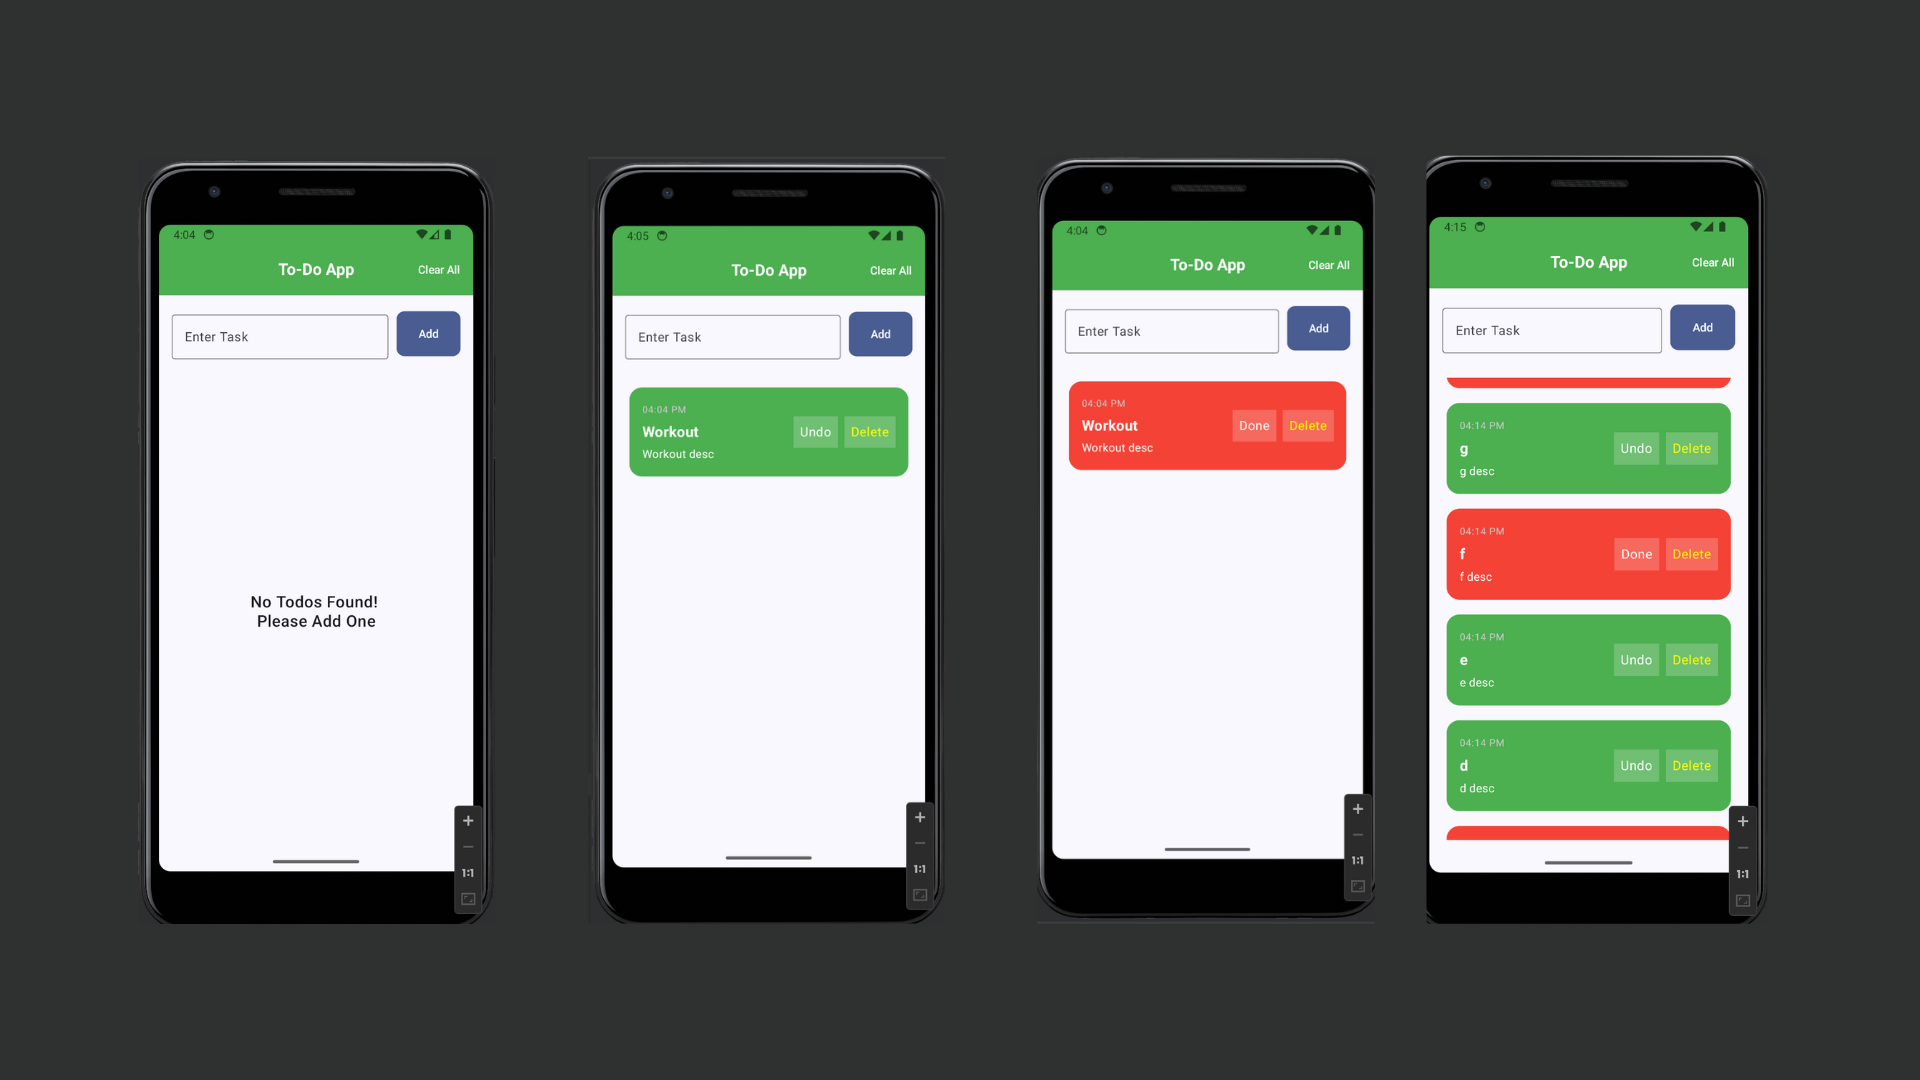 4:04
To-Do App
Clear All
Enter Task
Add
No Todos Found!
Please Add One
1:1
4:05
To-Do App
Clear All
Enter Task
Add
04:04 PM
Workout
Workout desc
Undo
Delete
1:1
4:04
To-Do App
Clear All
Enter Task
Add
04:04 PM
Workout
Workout desc
Done
Delete
1:1
4:15
To-Do App
Clear All
Enter Task
Add
04:14 PM
g
g desc
Undo
Delete
04:14 PM
f
f desc
Done
Delete
04:14 PM
e
e desc
Undo
Delete
04:14 PM
d
d desc
Undo
Delete
1:1